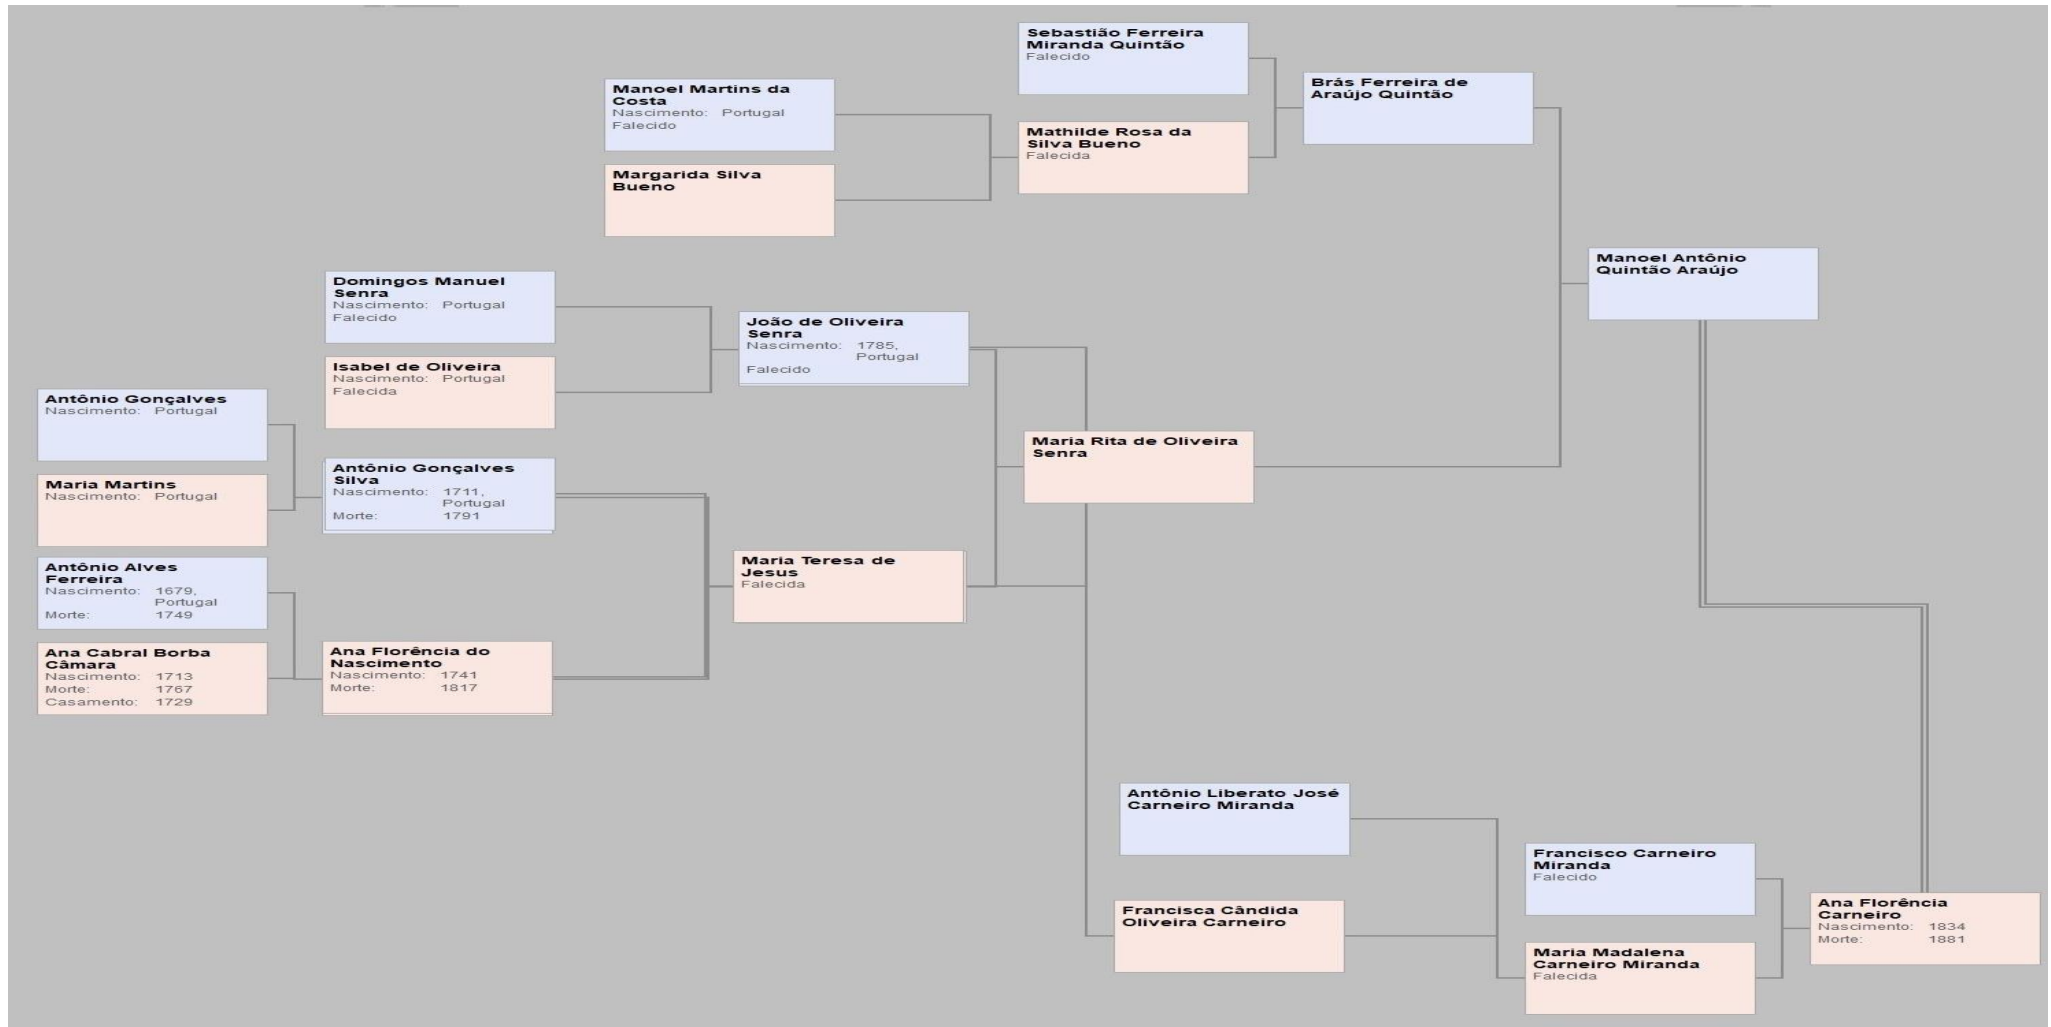 Sebastião Ferreira
Miranda Quintão
Falecido
Manoel Martins da
Costa
Nascimento: Portugal
Falecido
Brás Ferreira de
Araújo Quintão
Mathilde Rosa da
Silva Bueno
Falecida
Margarida Silva
Bueno
Manoel Antônio
Quintão Araújo
Domingos Manuel
Senra
Nascimento: Portugal
Falecido
João de Oliveira
Senra
Nascimento: 1785,
Portugal
Falecido
Isabel de Oliveira
Nascimento: Portugal
Falecida
Antônio Gonçalves
Nascimento: Portugal
Maria Rita de Oliveira
Senra
Antônio Gonçalves
Silva
Nascimento: 1711,
Portugal
Morte: 1791
Maria Martins
Nascimento: Portugal
Maria Teresa de
Jesus
Falecida
Antônio Alves
Ferreira
Nascimento: 1679,
Portugal
Morte: 1749
Ana Cabral Borba
Câmara
Nascimento: 1713
Morte: 1767
Casamento: 1729
Ana Florência do
Nascimento
Nascimento: 1741
Morte: 1817
Antônio Liberato José
Carneiro Miranda
Francisco Carneiro
Miranda
Falecido
Francisca Cândida
Oliveira Carneiro
Ana Florência
Carneiro
Nascimento: 1834
Morte: 1881
Maria Madalena
Carneiro Miranda
Falecida